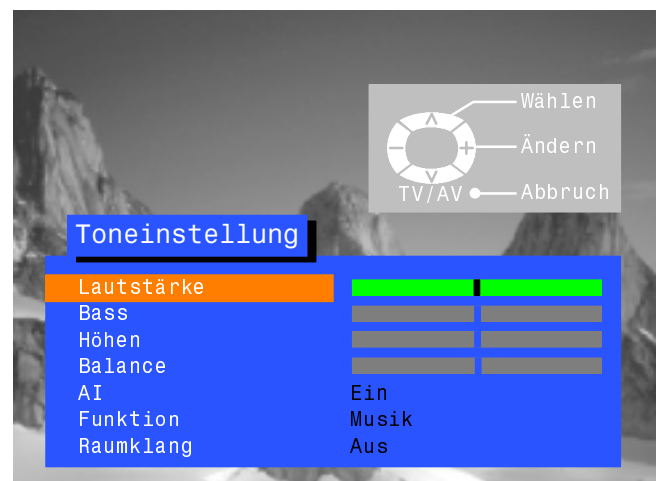 Wählen
Ändern
TV/AV Abbruch
Toneinstellung
Lautstärke
Bass
Höhen
Balance
AI Ein
Funktion Musik
Raumklang Aus